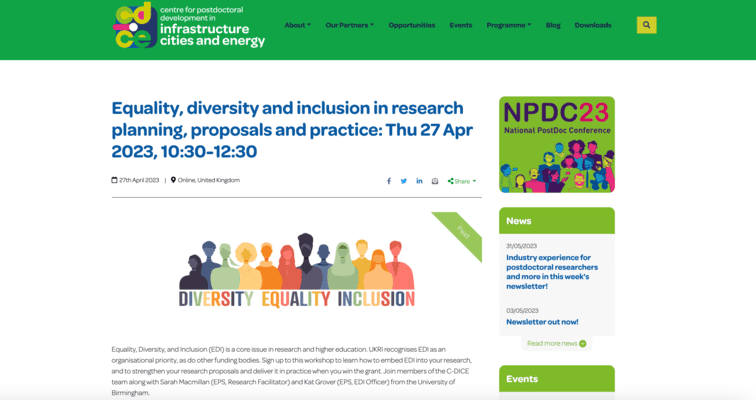 cdice
centre for postdoctoral
development in
infrastructure
cities and energy
About
Our Partners
Opportunities
Events
Programme
Blog
Downloads
Equality, diversity and inclusion in research
planning, proposals and practice: Thu 27 Apr
2023, 10:30-12:30
27th April 2023 | Online, United Kingdom
Share
Past
DIVERSITY EQUALITY INCLUSION
Equality, Diversity, and Inclusion (EDI) is a core issue in research and higher education. UKRI recognises EDI as an
organisational priority, as do other funding bodies. Sign up to this workshop to learn how to embed EDI into your research,
and to strengthen your research proposals and deliver it in practice when you win the grant. Join members of the C-DICE
team along with Sarah Macmillan (EPS, Research Facilitator) and Kat Grover (EPS, EDI Officer) from the University of
Birmingham.
NPDC23
National PostDoc Conference
News
31/05/2023
Industry experience for
postdoctoral researchers
and more in this week's
newsletter!
03/05/2023
Newsletter out now!
Read more news
Events